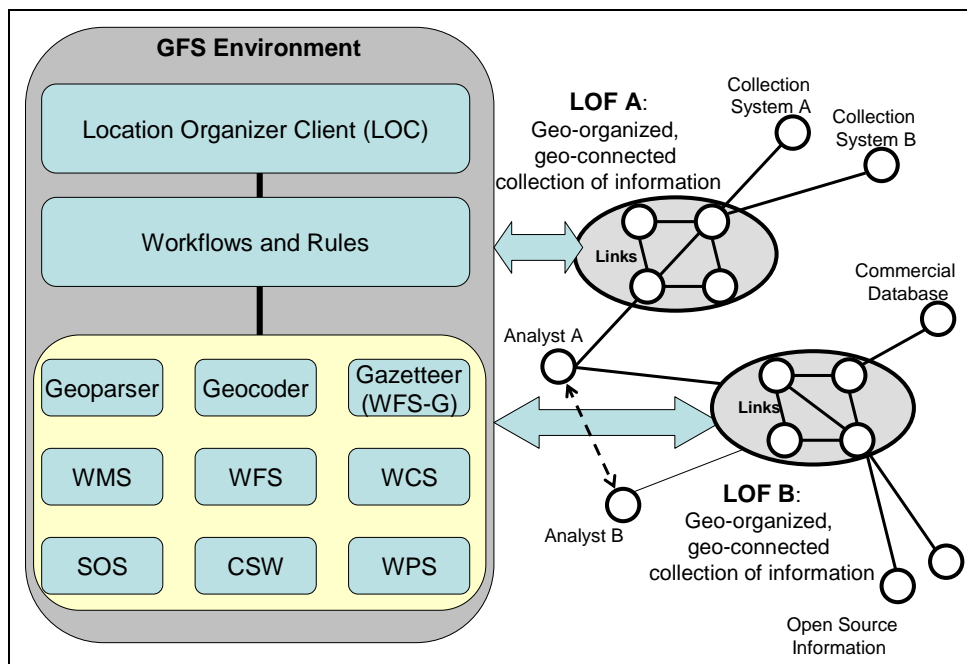 GFS Environment
Location Organizer Client (LOC)
Workflows and Rules
Geoparser
Geocoder
Gazetteer
(WFS-G)
WMS
WFS
WCS
SOS
CSW
WPS
LOF A:
Geo-organized,
geo-connected
collection of information
Collection
System A
Collection
System B
Links
Commercial
Database
Analyst A
Links
Analyst B
LOF B:
Geo-organized,
geo-connected
collection of information
Open Source
Information